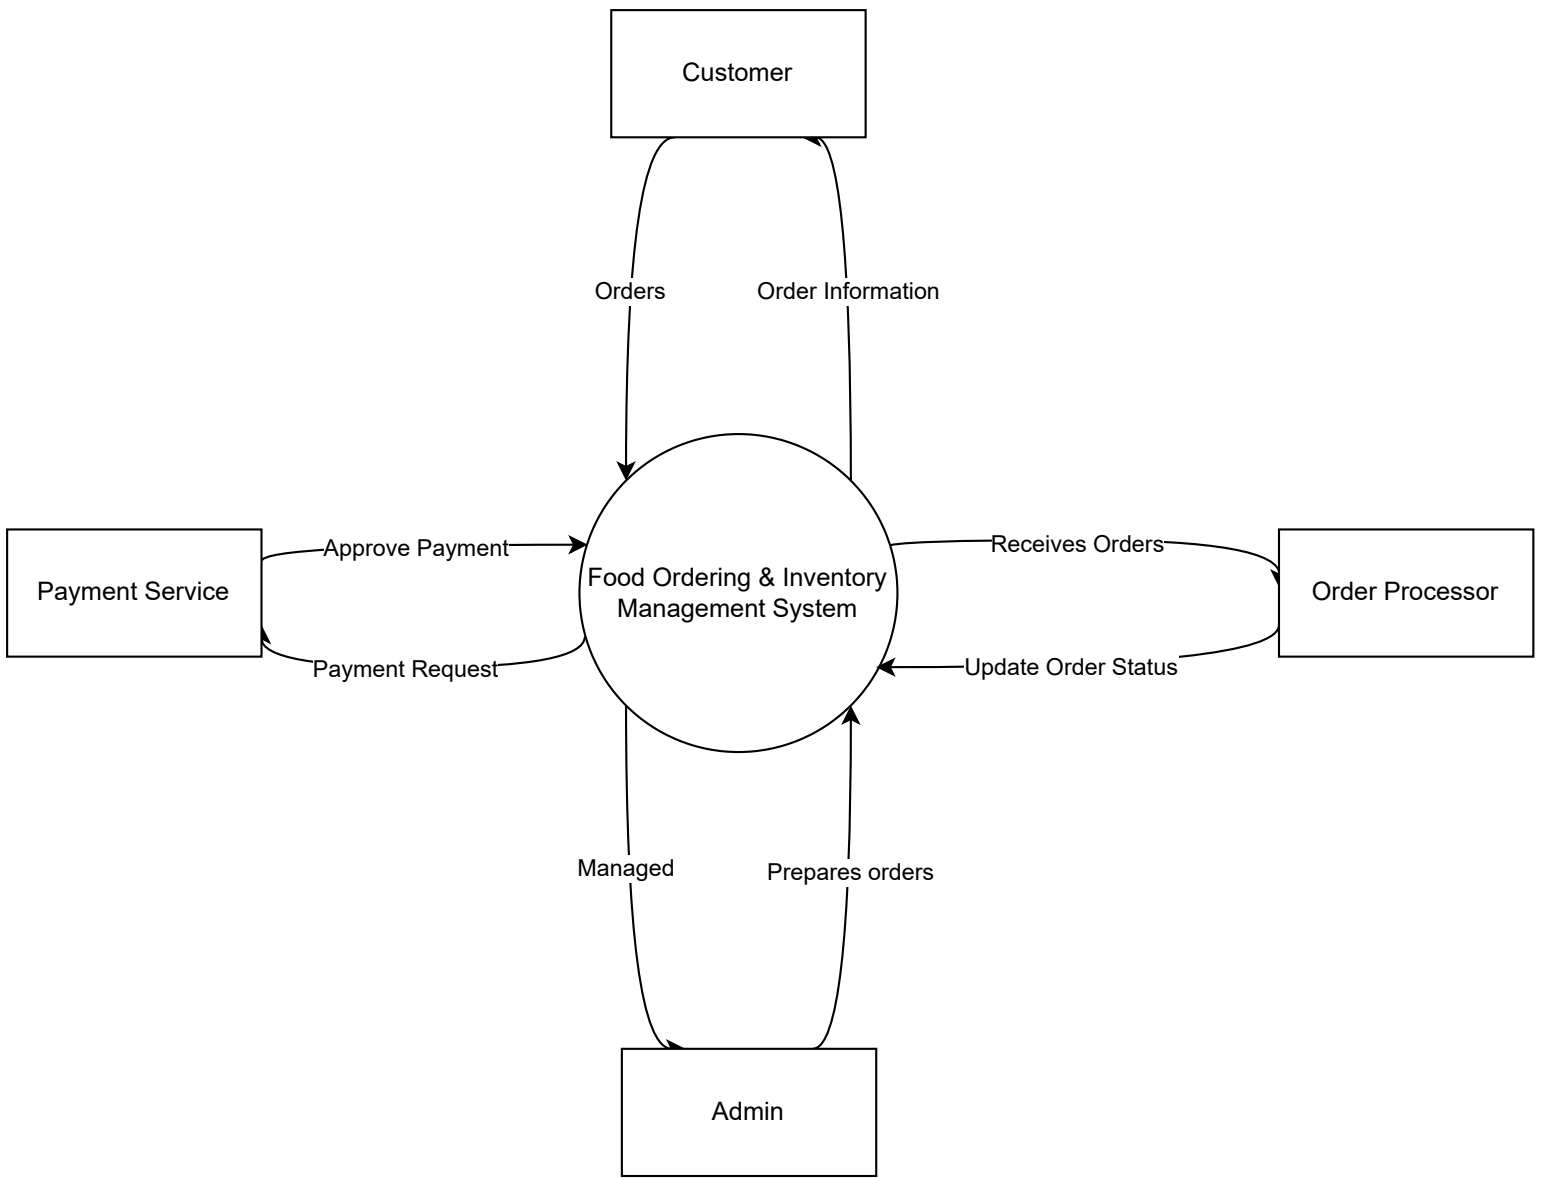 Customer
Orders
Order Information
Approve Payment
Receives Orders
Payment Service
Food Ordering & Inventory
Management System
Order Processor
Payment Request
Update Order Status
Managed
Prepares orders
Admin